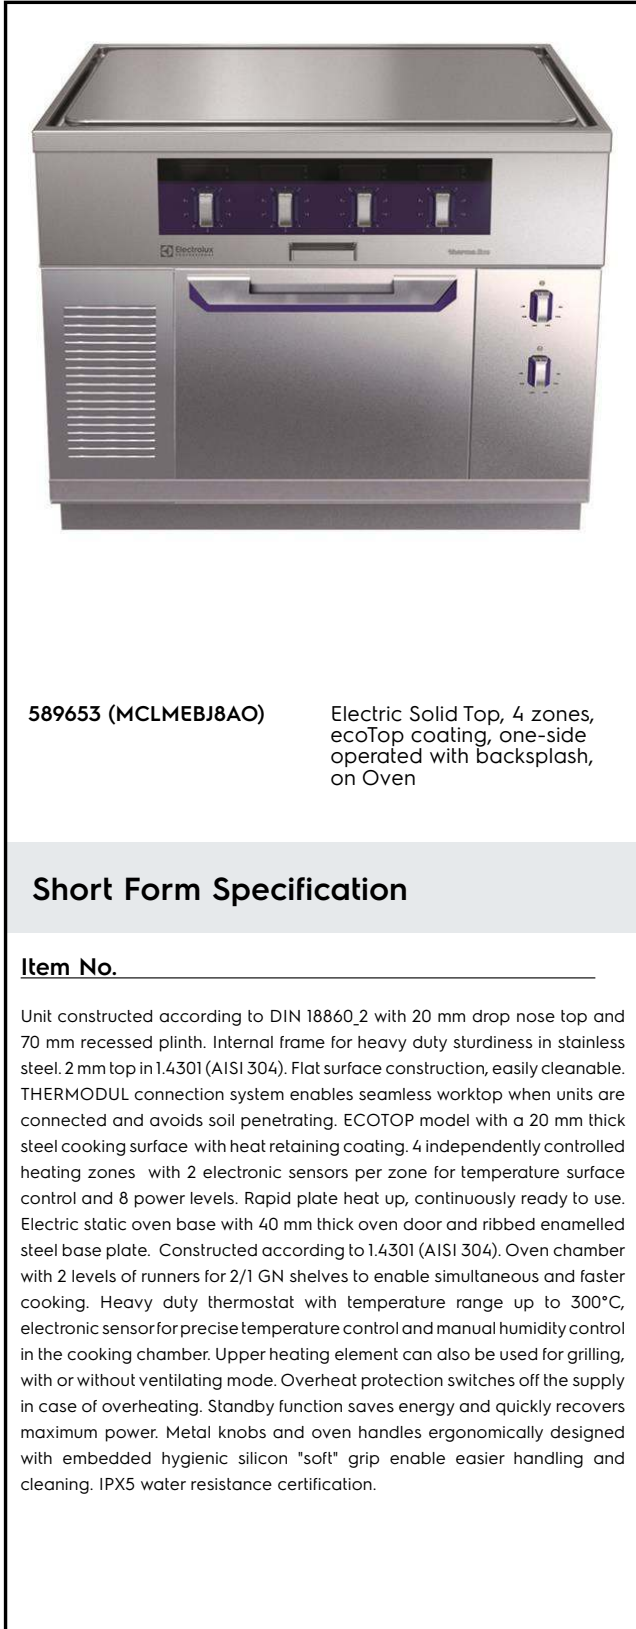 Electrolux
PROFESSIONAL
thermaline
589653 (MCLMEBJ8AO)
Electric Solid Top, 4 zones,
ecoTop coating, one-side
operated with backsplash,
on Oven
Short Form Specification
Item No.
Unit constructed according to DIN 18860_2 with 20 mm drop nose top and
70 mm recessed plinth. Internal frame for heavy duty sturdiness in stainless
steel. 2 mm top in 1.4301 (AISI 304). Flat surface construction, easily cleanable.
THERMODUL connection system enables seamless worktop when units are
connected and avoids soil penetrating. ECOTOP model with a 20 mm thick
steel cooking surface with heat retaining coating. 4 independently controlled
heating zones with 2 electronic sensors per zone for temperature surface
control and 8 power levels. Rapid plate heat up, continuously ready to use.
Electric static oven base with 40 mm thick oven door and ribbed enamelled
steel base plate. Constructed according to 1.4301 (AISI 304). Oven chamber
with 2 levels of runners for 2/1 GN shelves to enable simultaneous and faster
cooking. Heavy duty thermostat with temperature range up to 300°C,
electronic sensor for precise temperature control and manual humidity control
in the cooking chamber. Upper heating element can also be used for grilling,
with or without ventilating mode. Overheat protection switches off the supply
in case of overheating. Standby function saves energy and quickly recovers
maximum power. Metal knobs and oven handles ergonomically designed
with embedded hygienic silicon "soft" grip enable easier handling and
cleaning. IPX5 water resistance certification.